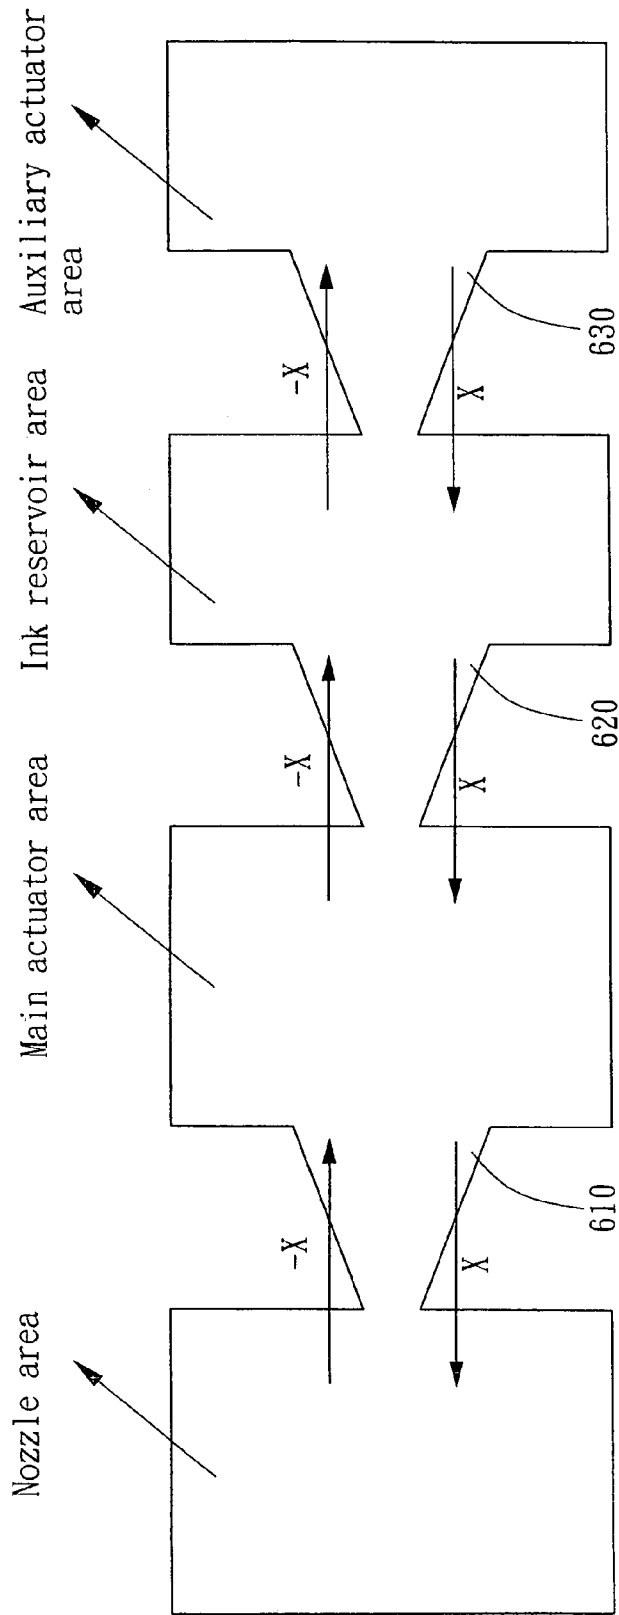 Nozzle area
Main actuator area
Ink reservoir area
Auxiliary actuator
area
-X
-X
-X
X
X
X
610
620
630